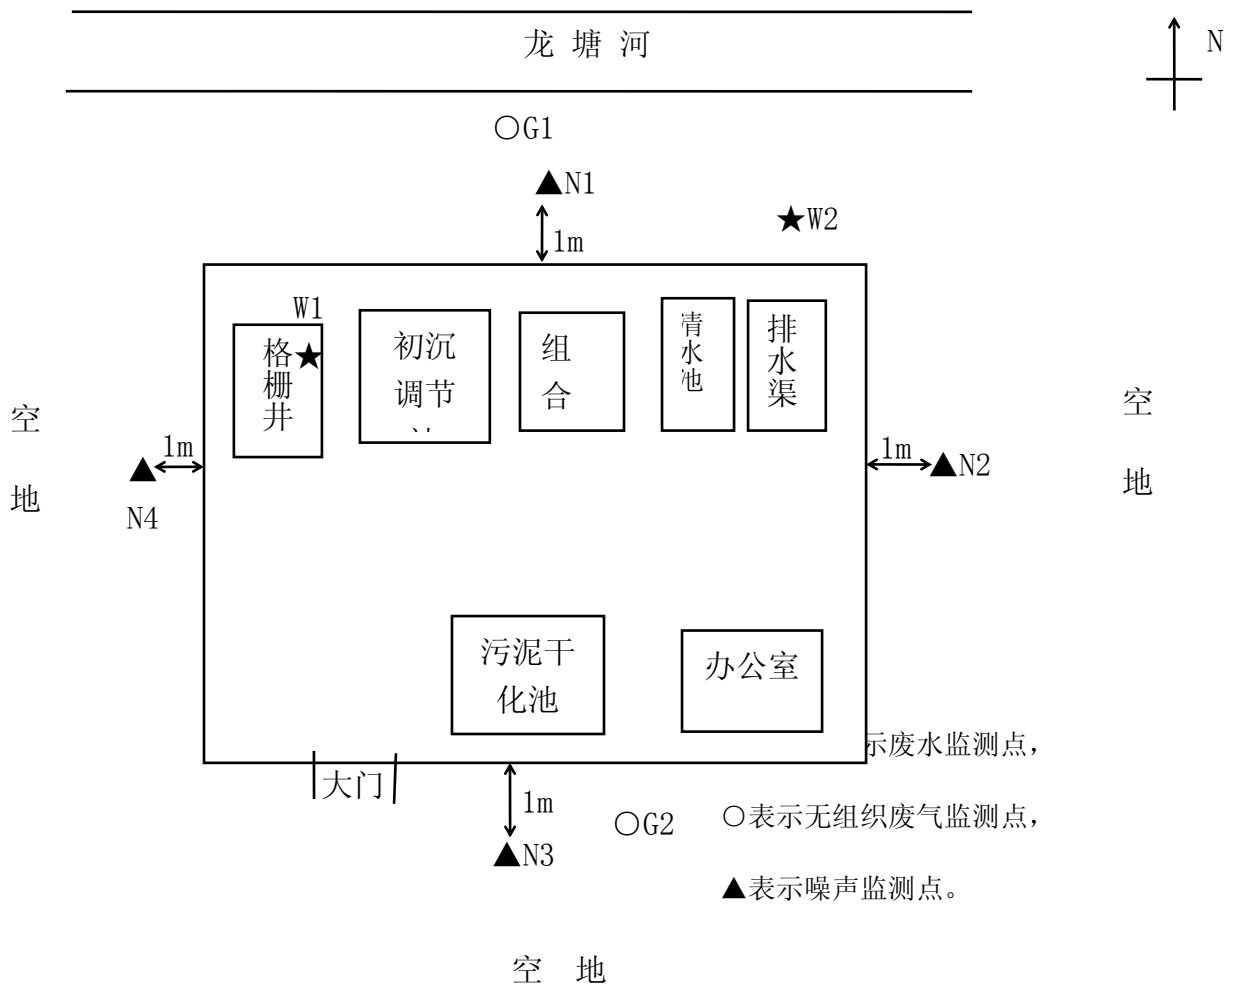 龙塘河
N
○G1
▲N1
★W2
1m
W1
★
格栅井
初沉
调节
组
合
清水池
排水渠
空地
1m
▲
N4
1m
▲N2
空地
污泥干
化池
办公室
示废水监测点，
大门
1m
○G2
○表示无组织废气监测点，
▲N3
▲表示噪声监测点。
空地